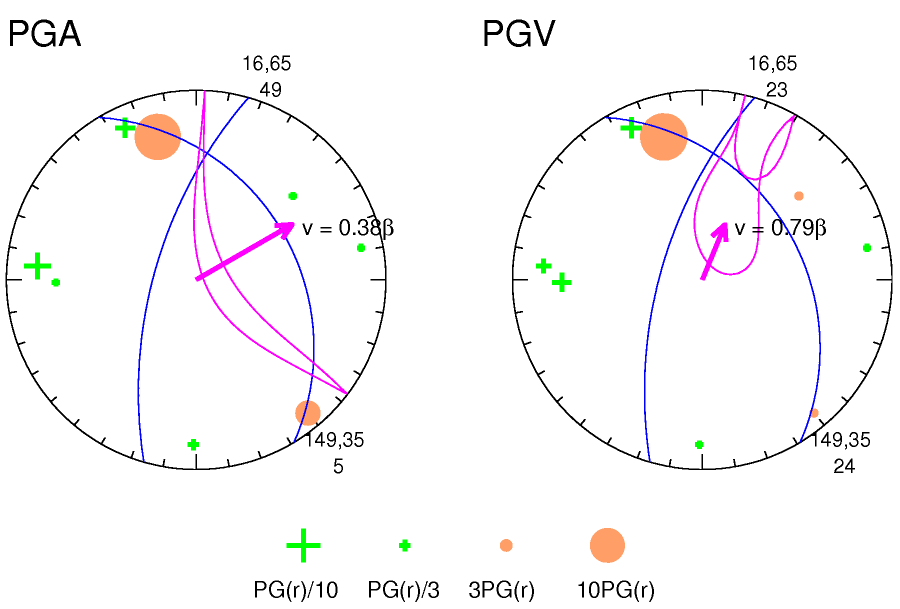 PGA
PGV
16,65
49
16,65
23
v = 0.38β
v = 0.79β
149,35
5
149,35
24
PG(r)/10
PG(r)/3
3PG(r)
10PG(r)